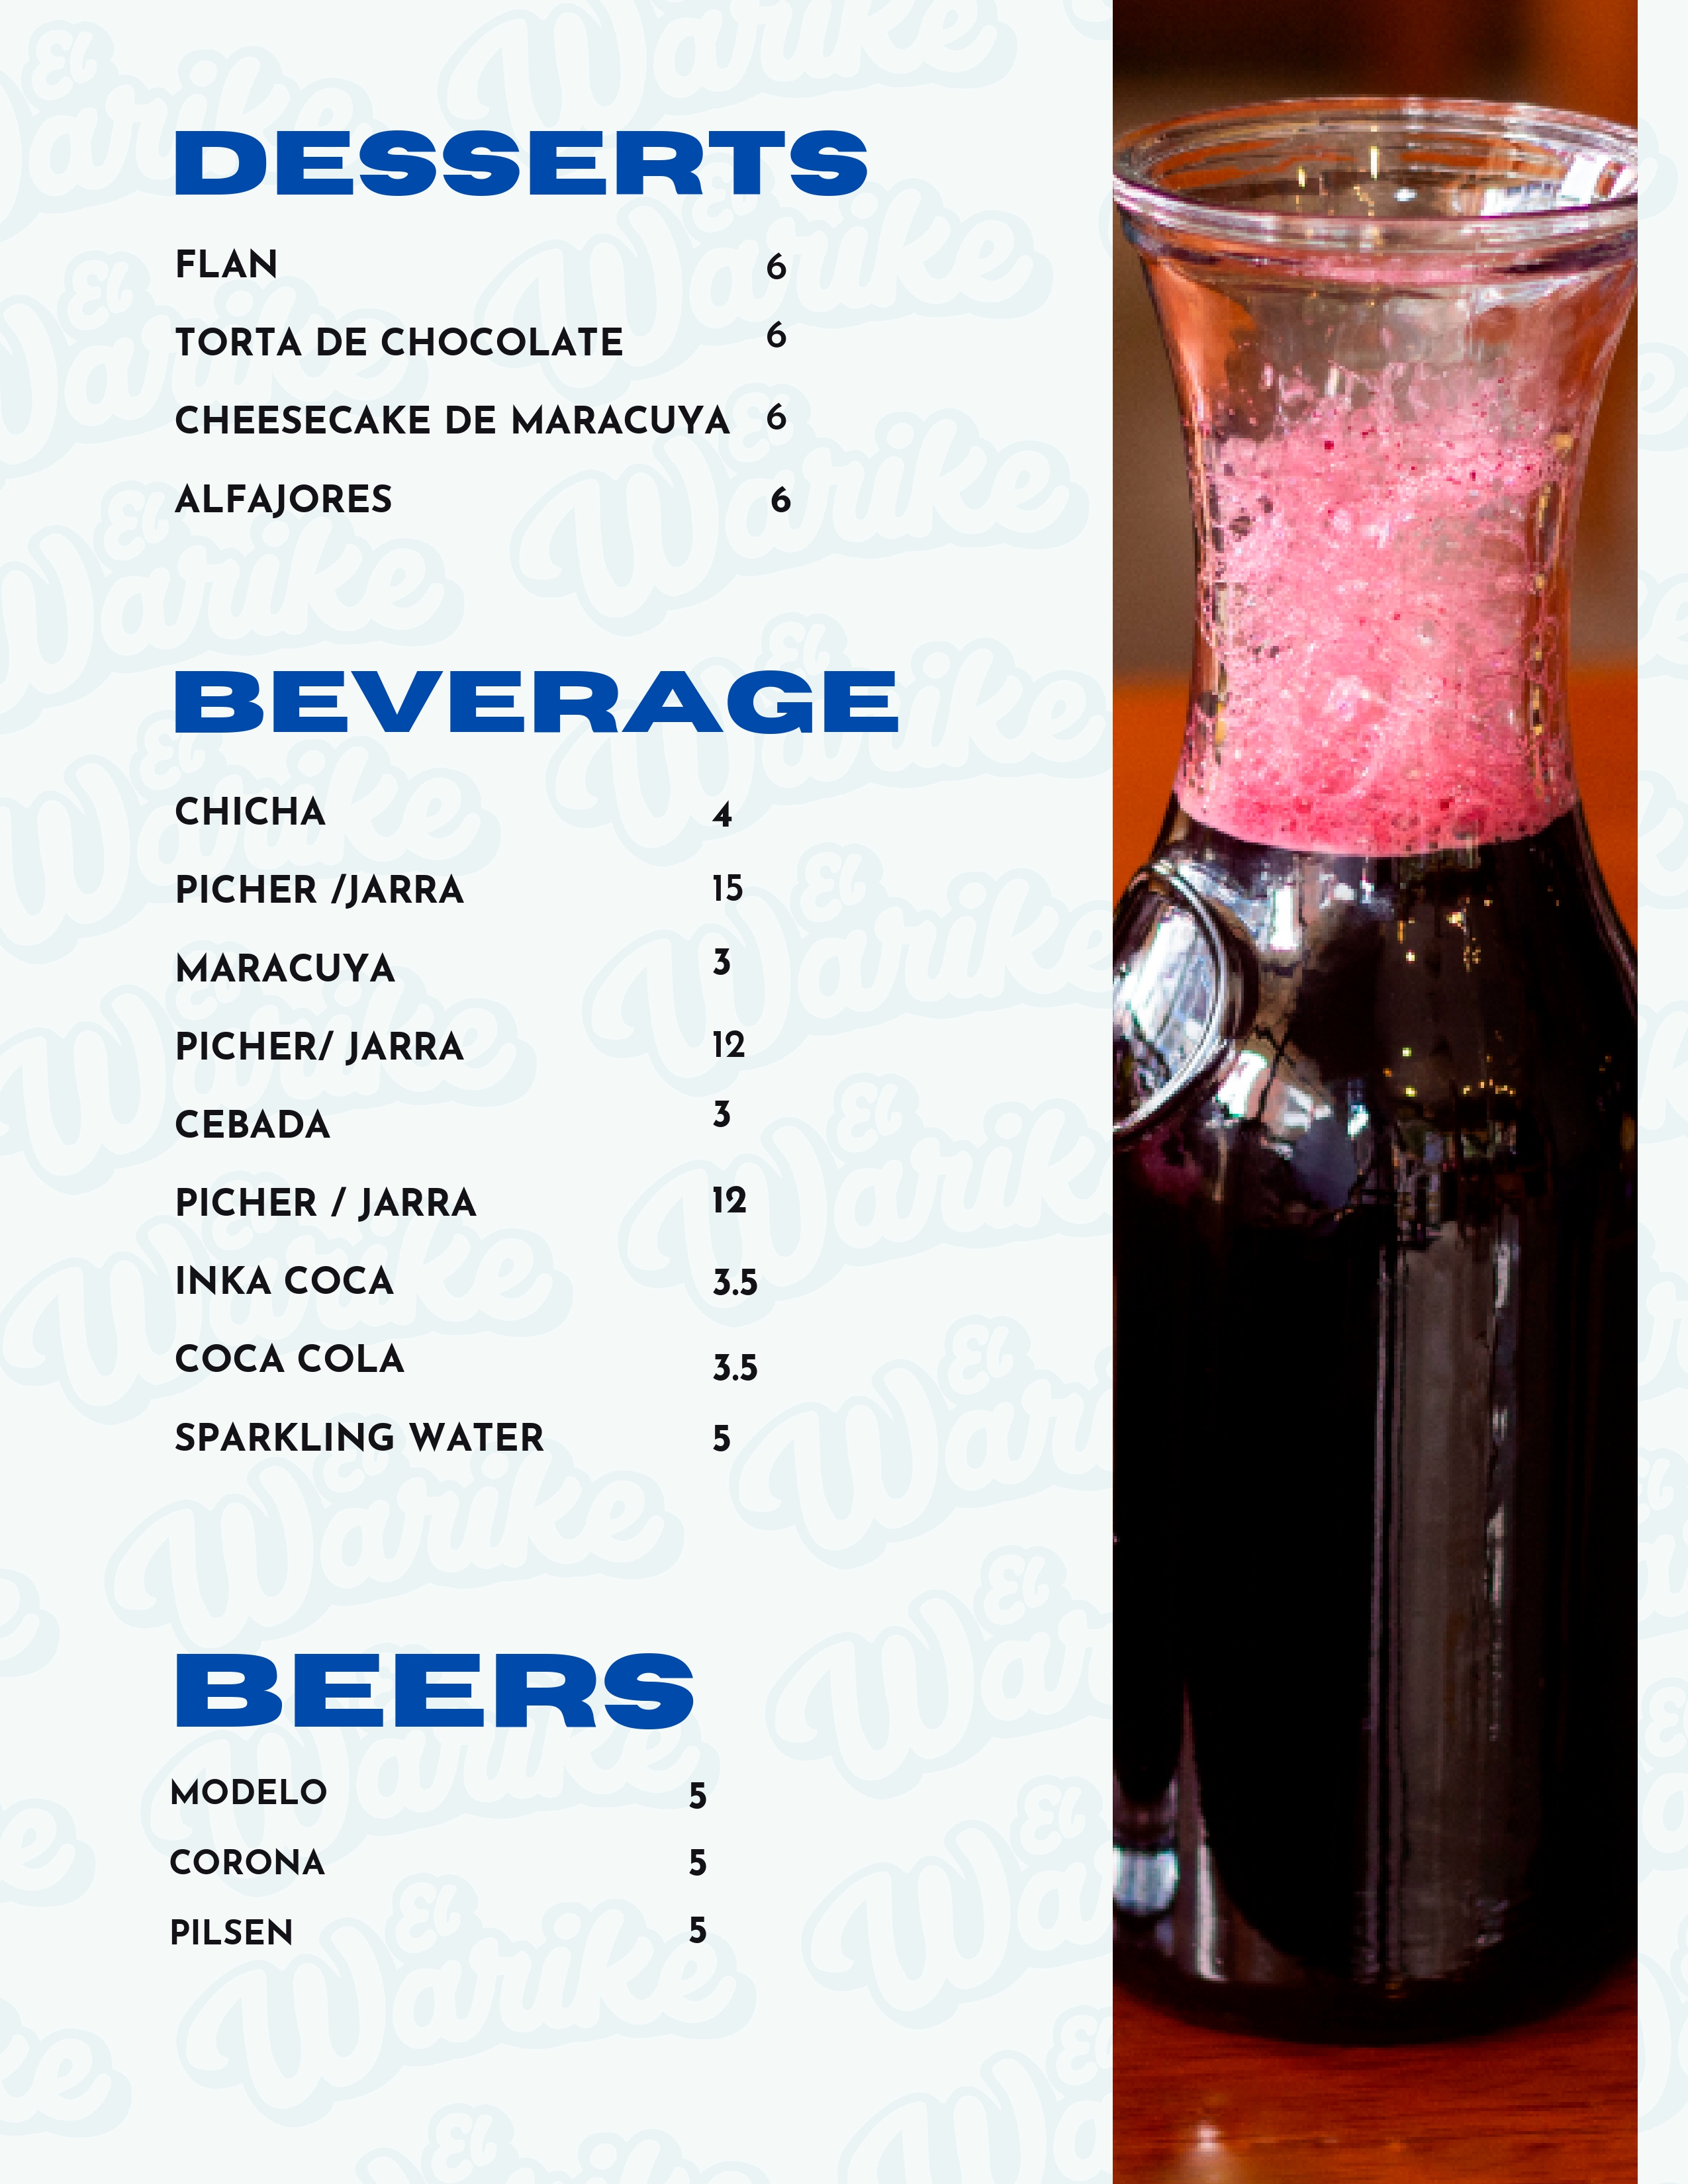 DESSERTS
FLAN 6
TORTA DE CHOCOLATE 6
CHEESECAKE DE MARACUYA 6
ALFAJORES 6
BEVERAGE
CHICHA 4
PICHER /JARRA 15
MARACUYA 3
PICHER/ JARRA 12
CEBADA 3
PICHER / JARRA 12
INKA COCA 3.5
COCA COLA 3.5
SPARKLING WATER 5
BEERS
MODELO 5
CORONA 5
PILSEN 5
El Warike